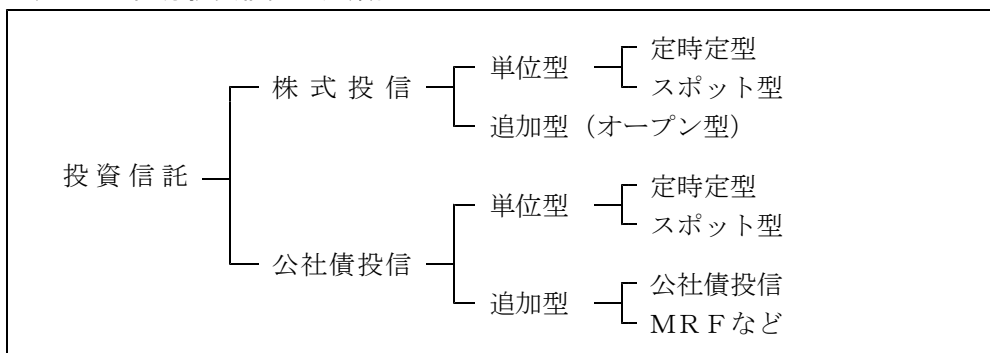 投資信託
株式投信
単位型
定時定型
スポット型
追加型（オープン型）
公社債投信
単位型
定時定型
スポット型
追加型
公社債投信
ＭＲＦなど